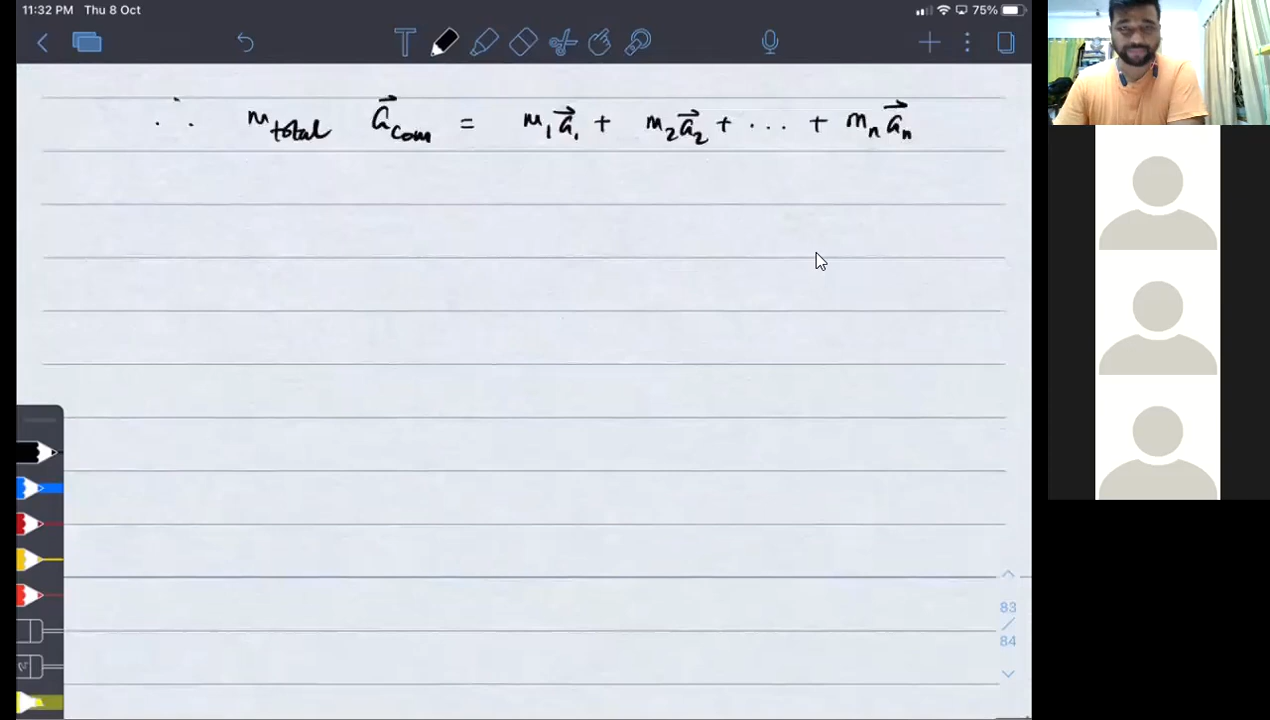 11:32 PM Thu 8 Oct
75%
T
∴ m_total a⃗_com = m₁a⃗₁ + m₂a⃗₂ + ... + mₙa⃗ₙ
83
/
84